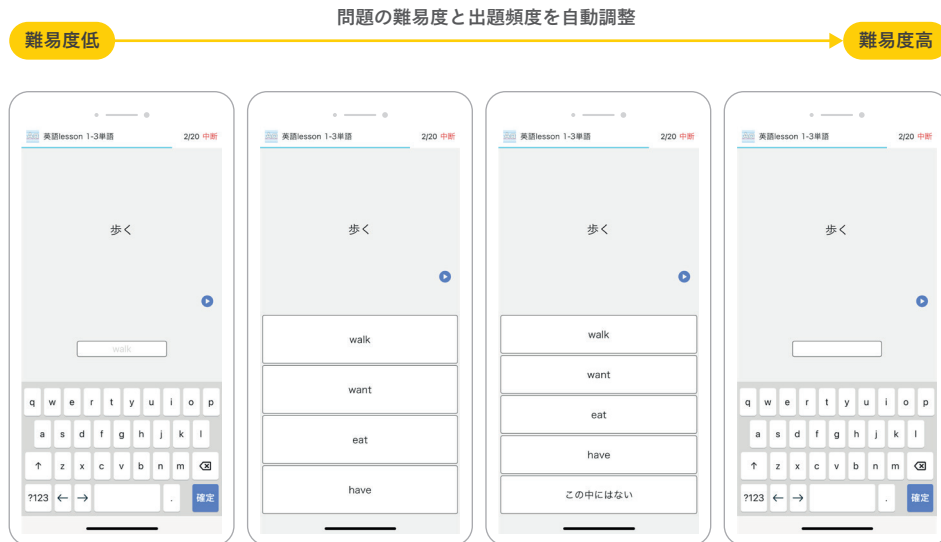 問題の難易度と出題頻度を自動調整
難易度低
難易度高
英語lesson 1-3単語 2/20 中断
歩く
walk
q w e r t y u i o p
a s d f g h j k l
↑ z x c v b n m
?123 ← → . 確定
英語lesson 1-3単語 2/20 中断
歩く
walk
want
eat
have
英語lesson 1-3単語 2/20 中断
歩く
walk
want
eat
have
この中にはない
英語lesson 1-3単語 2/20 中断
歩く
q w e r t y u i o p
a s d f g h j k l
↑ z x c v b n m
?123 ← → . 確定